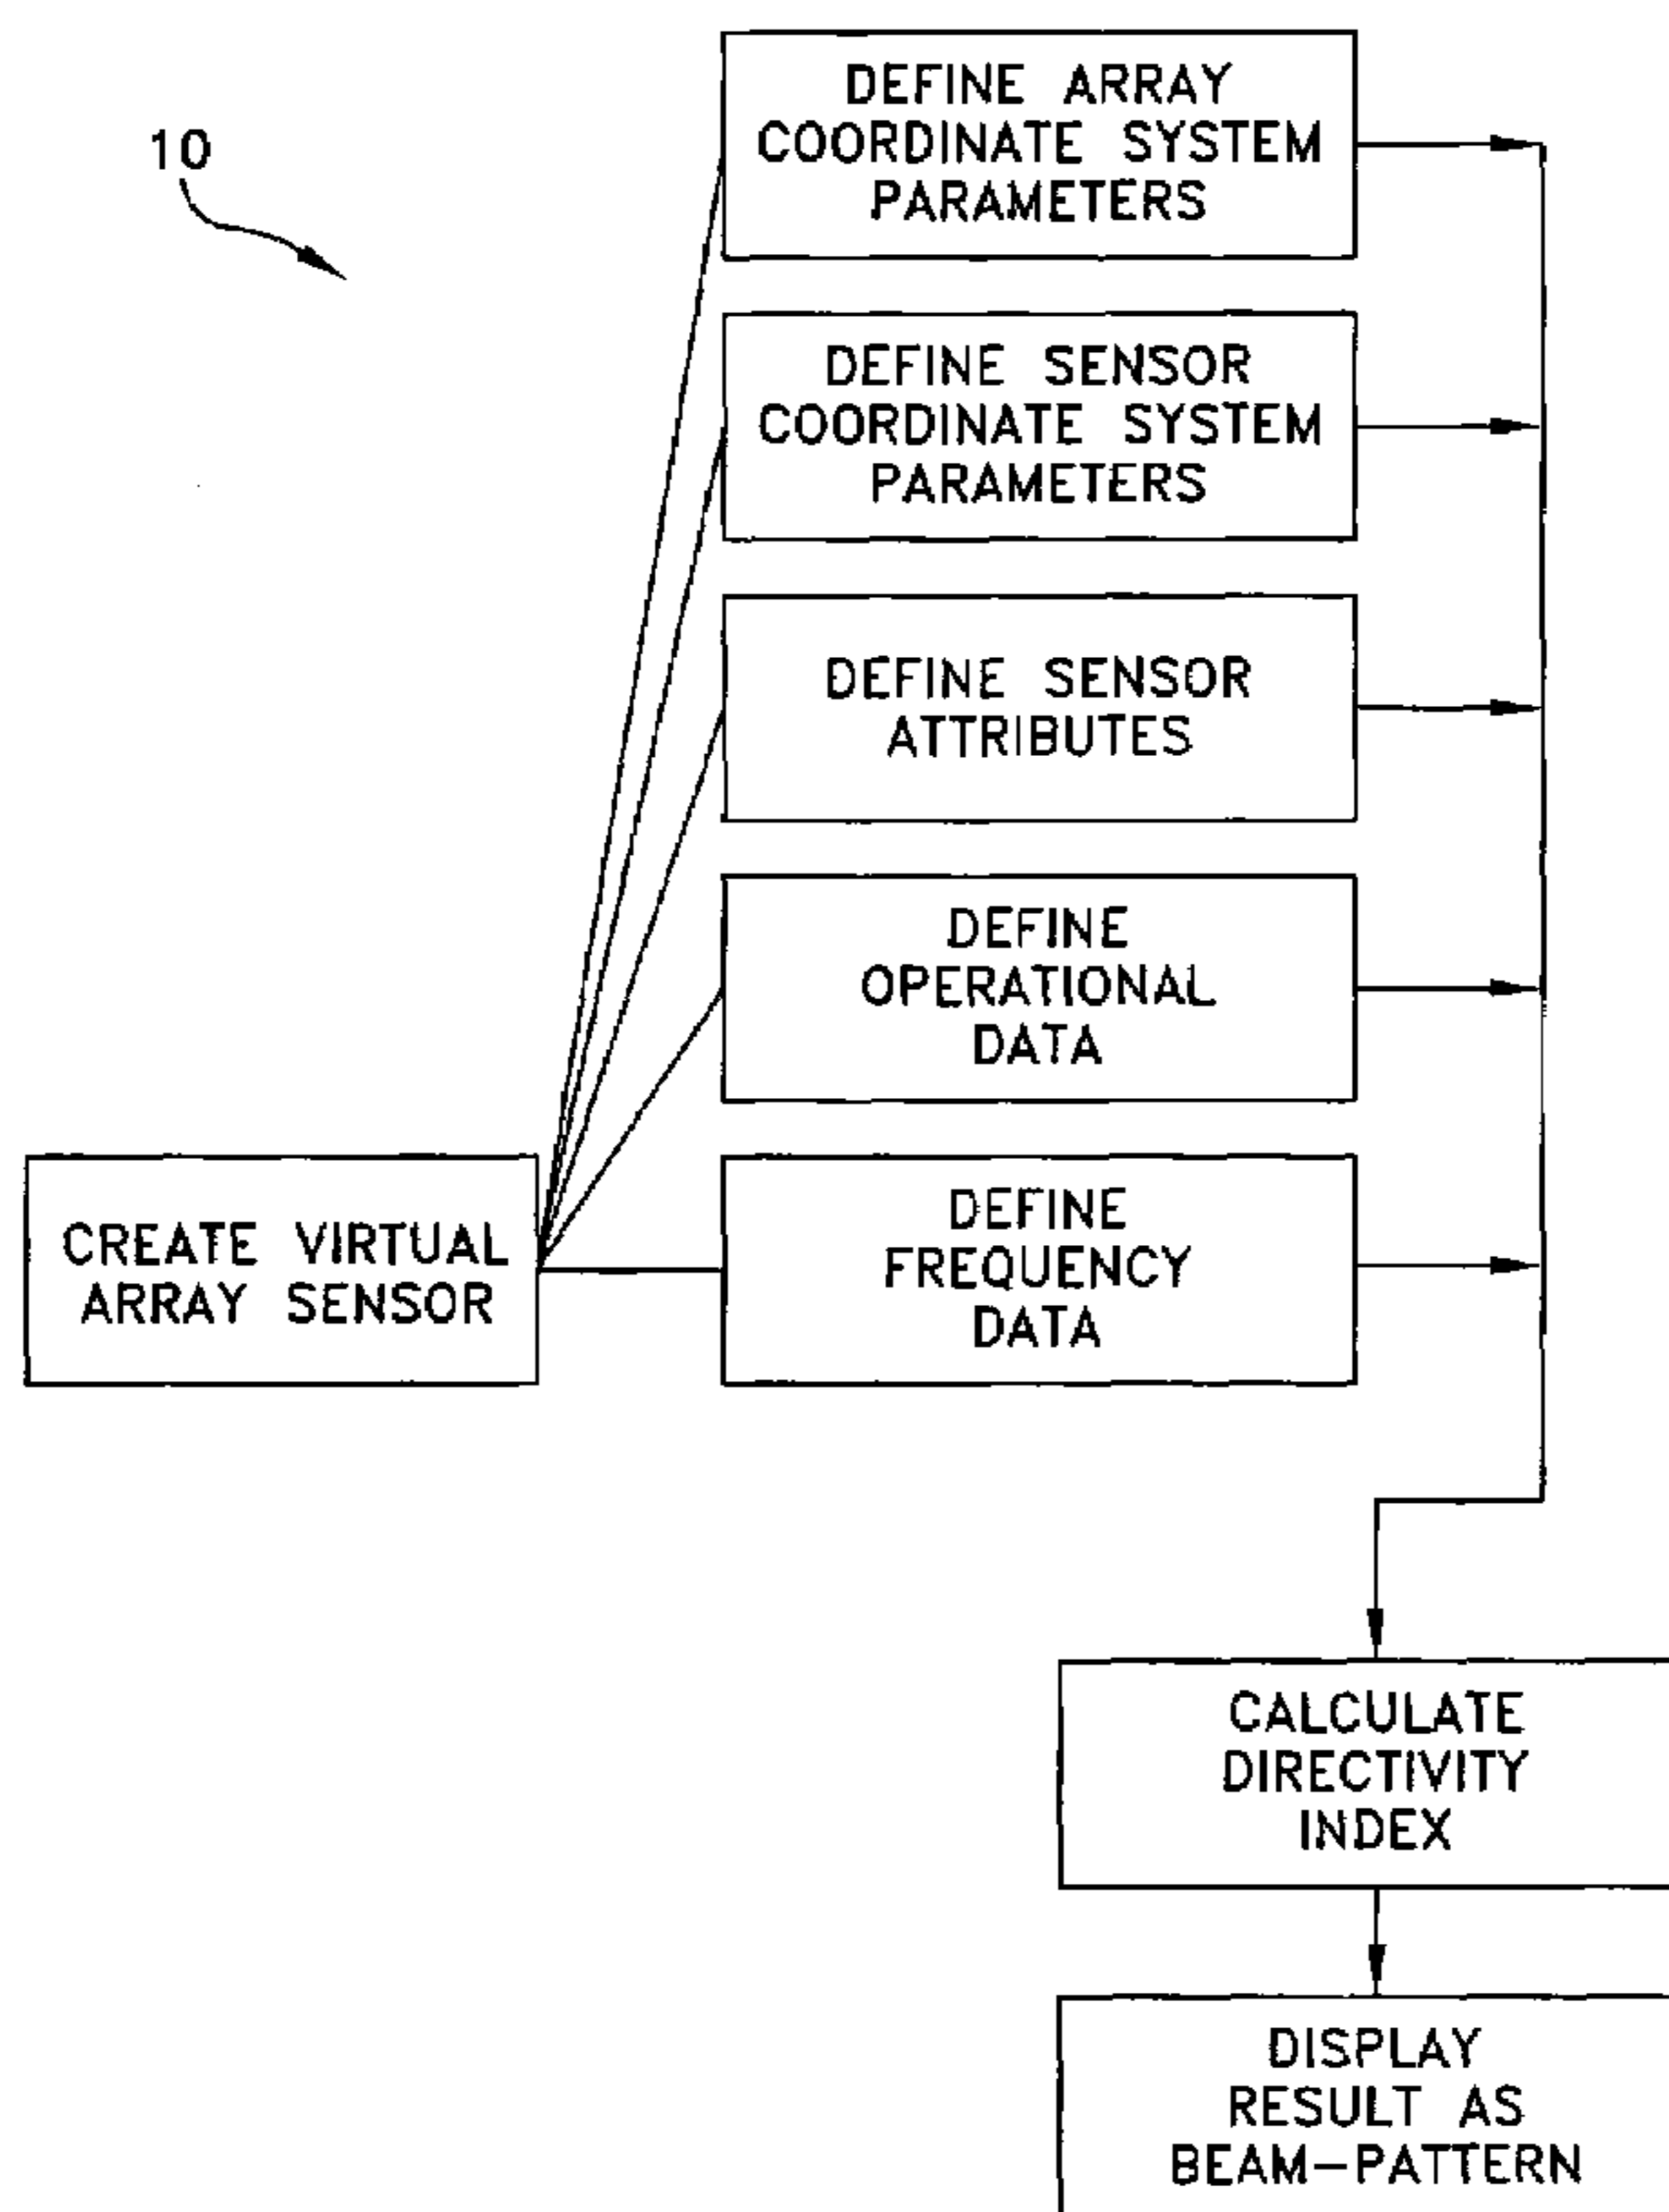 10
DEFINE ARRAY
COORDINATE SYSTEM
PARAMETERS
DEFINE SENSOR
COORDINATE SYSTEM
PARAMETERS
DEFINE SENSOR
ATTRIBUTES
DEFINE
OPERATIONAL
DATA
CREATE VIRTUAL
ARRAY SENSOR
DEFINE
FREQUENCY
DATA
CALCULATE
DIRECTIVITY
INDEX
DISPLAY
RESULT AS
BEAM-PATTERN